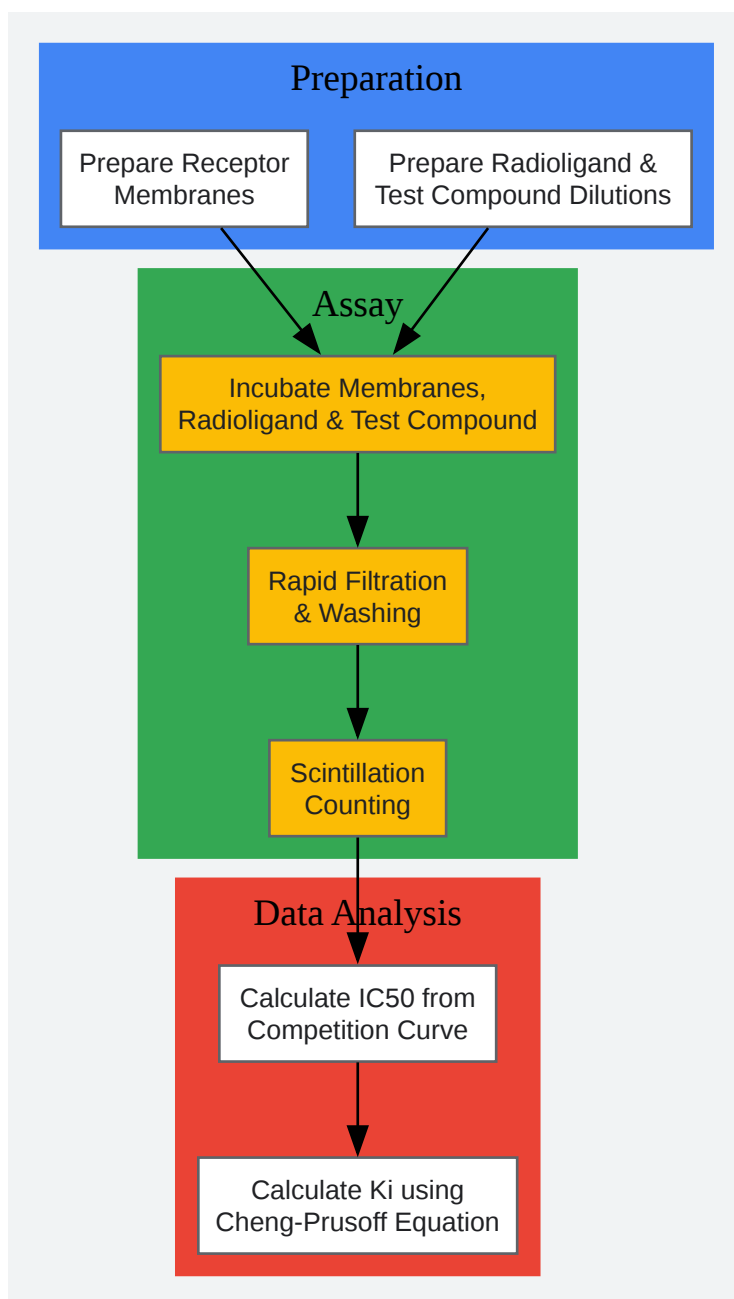 Preparation
Prepare Receptor
Membranes
Prepare Radioligand &
Test Compound Dilutions
Assay
Incubate Membranes,
Radioligand & Test Compound
Rapid Filtration
& Washing
Scintillation
Counting
Data Analysis
Calculate IC50 from
Competition Curve
Calculate Ki using
Cheng-Prusoff Equation